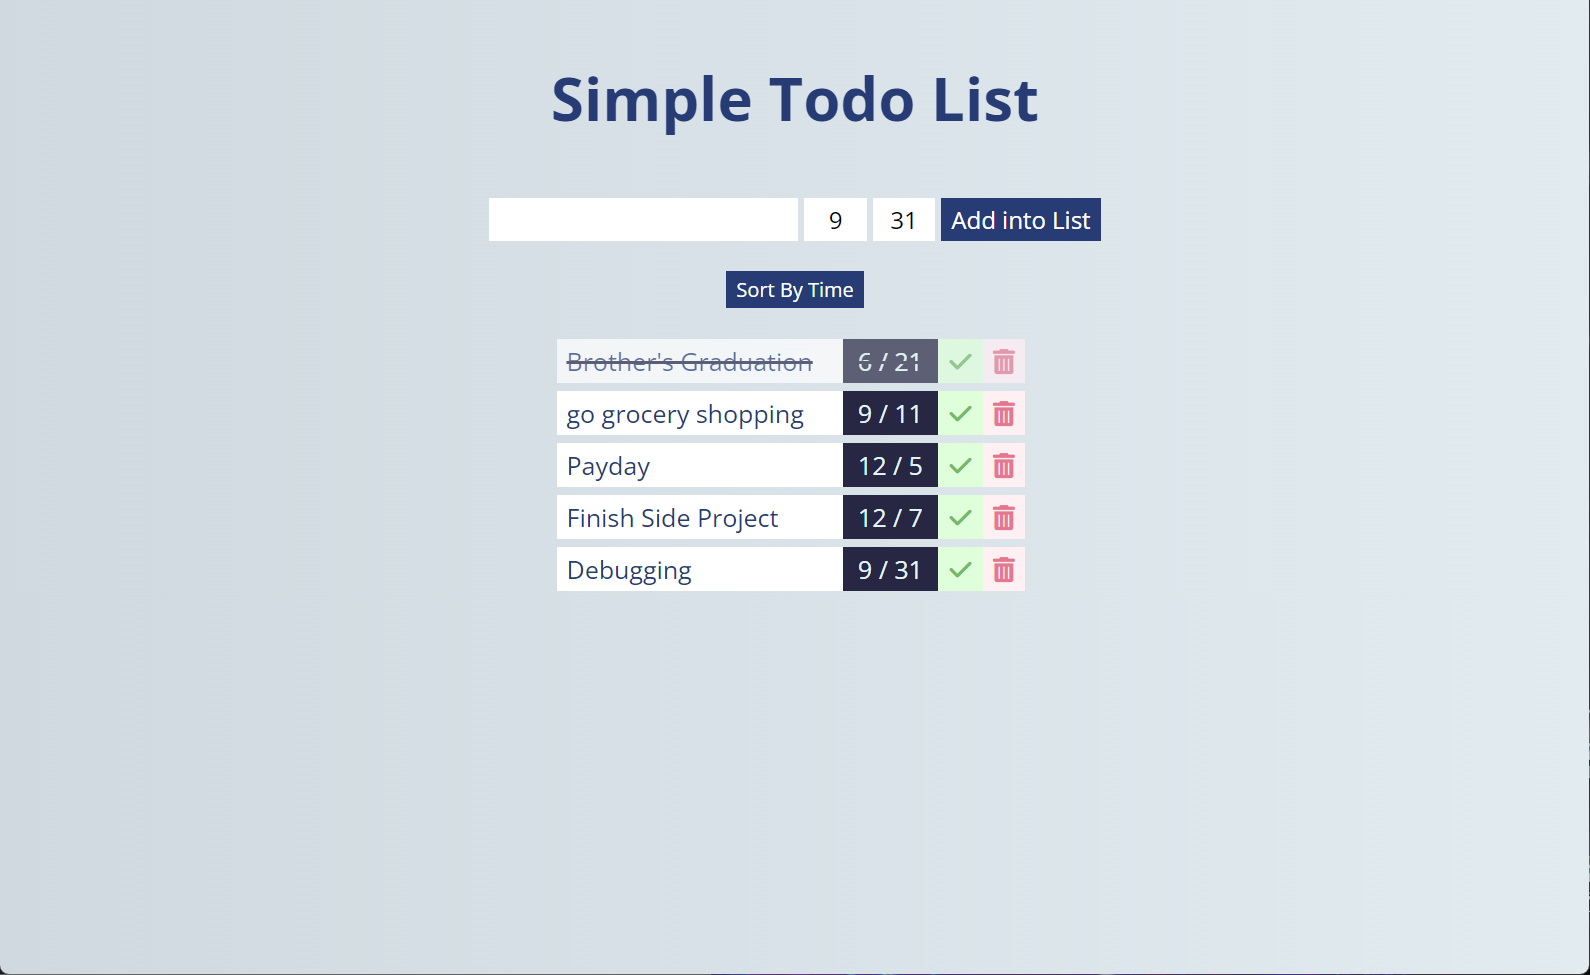 Simple Todo List
9 31 Add into List
Sort By Time
Brother's Graduation 6 / 21
go grocery shopping 9 / 11
Payday 12 / 5
Finish Side Project 12 / 7
Debugging 9 / 31